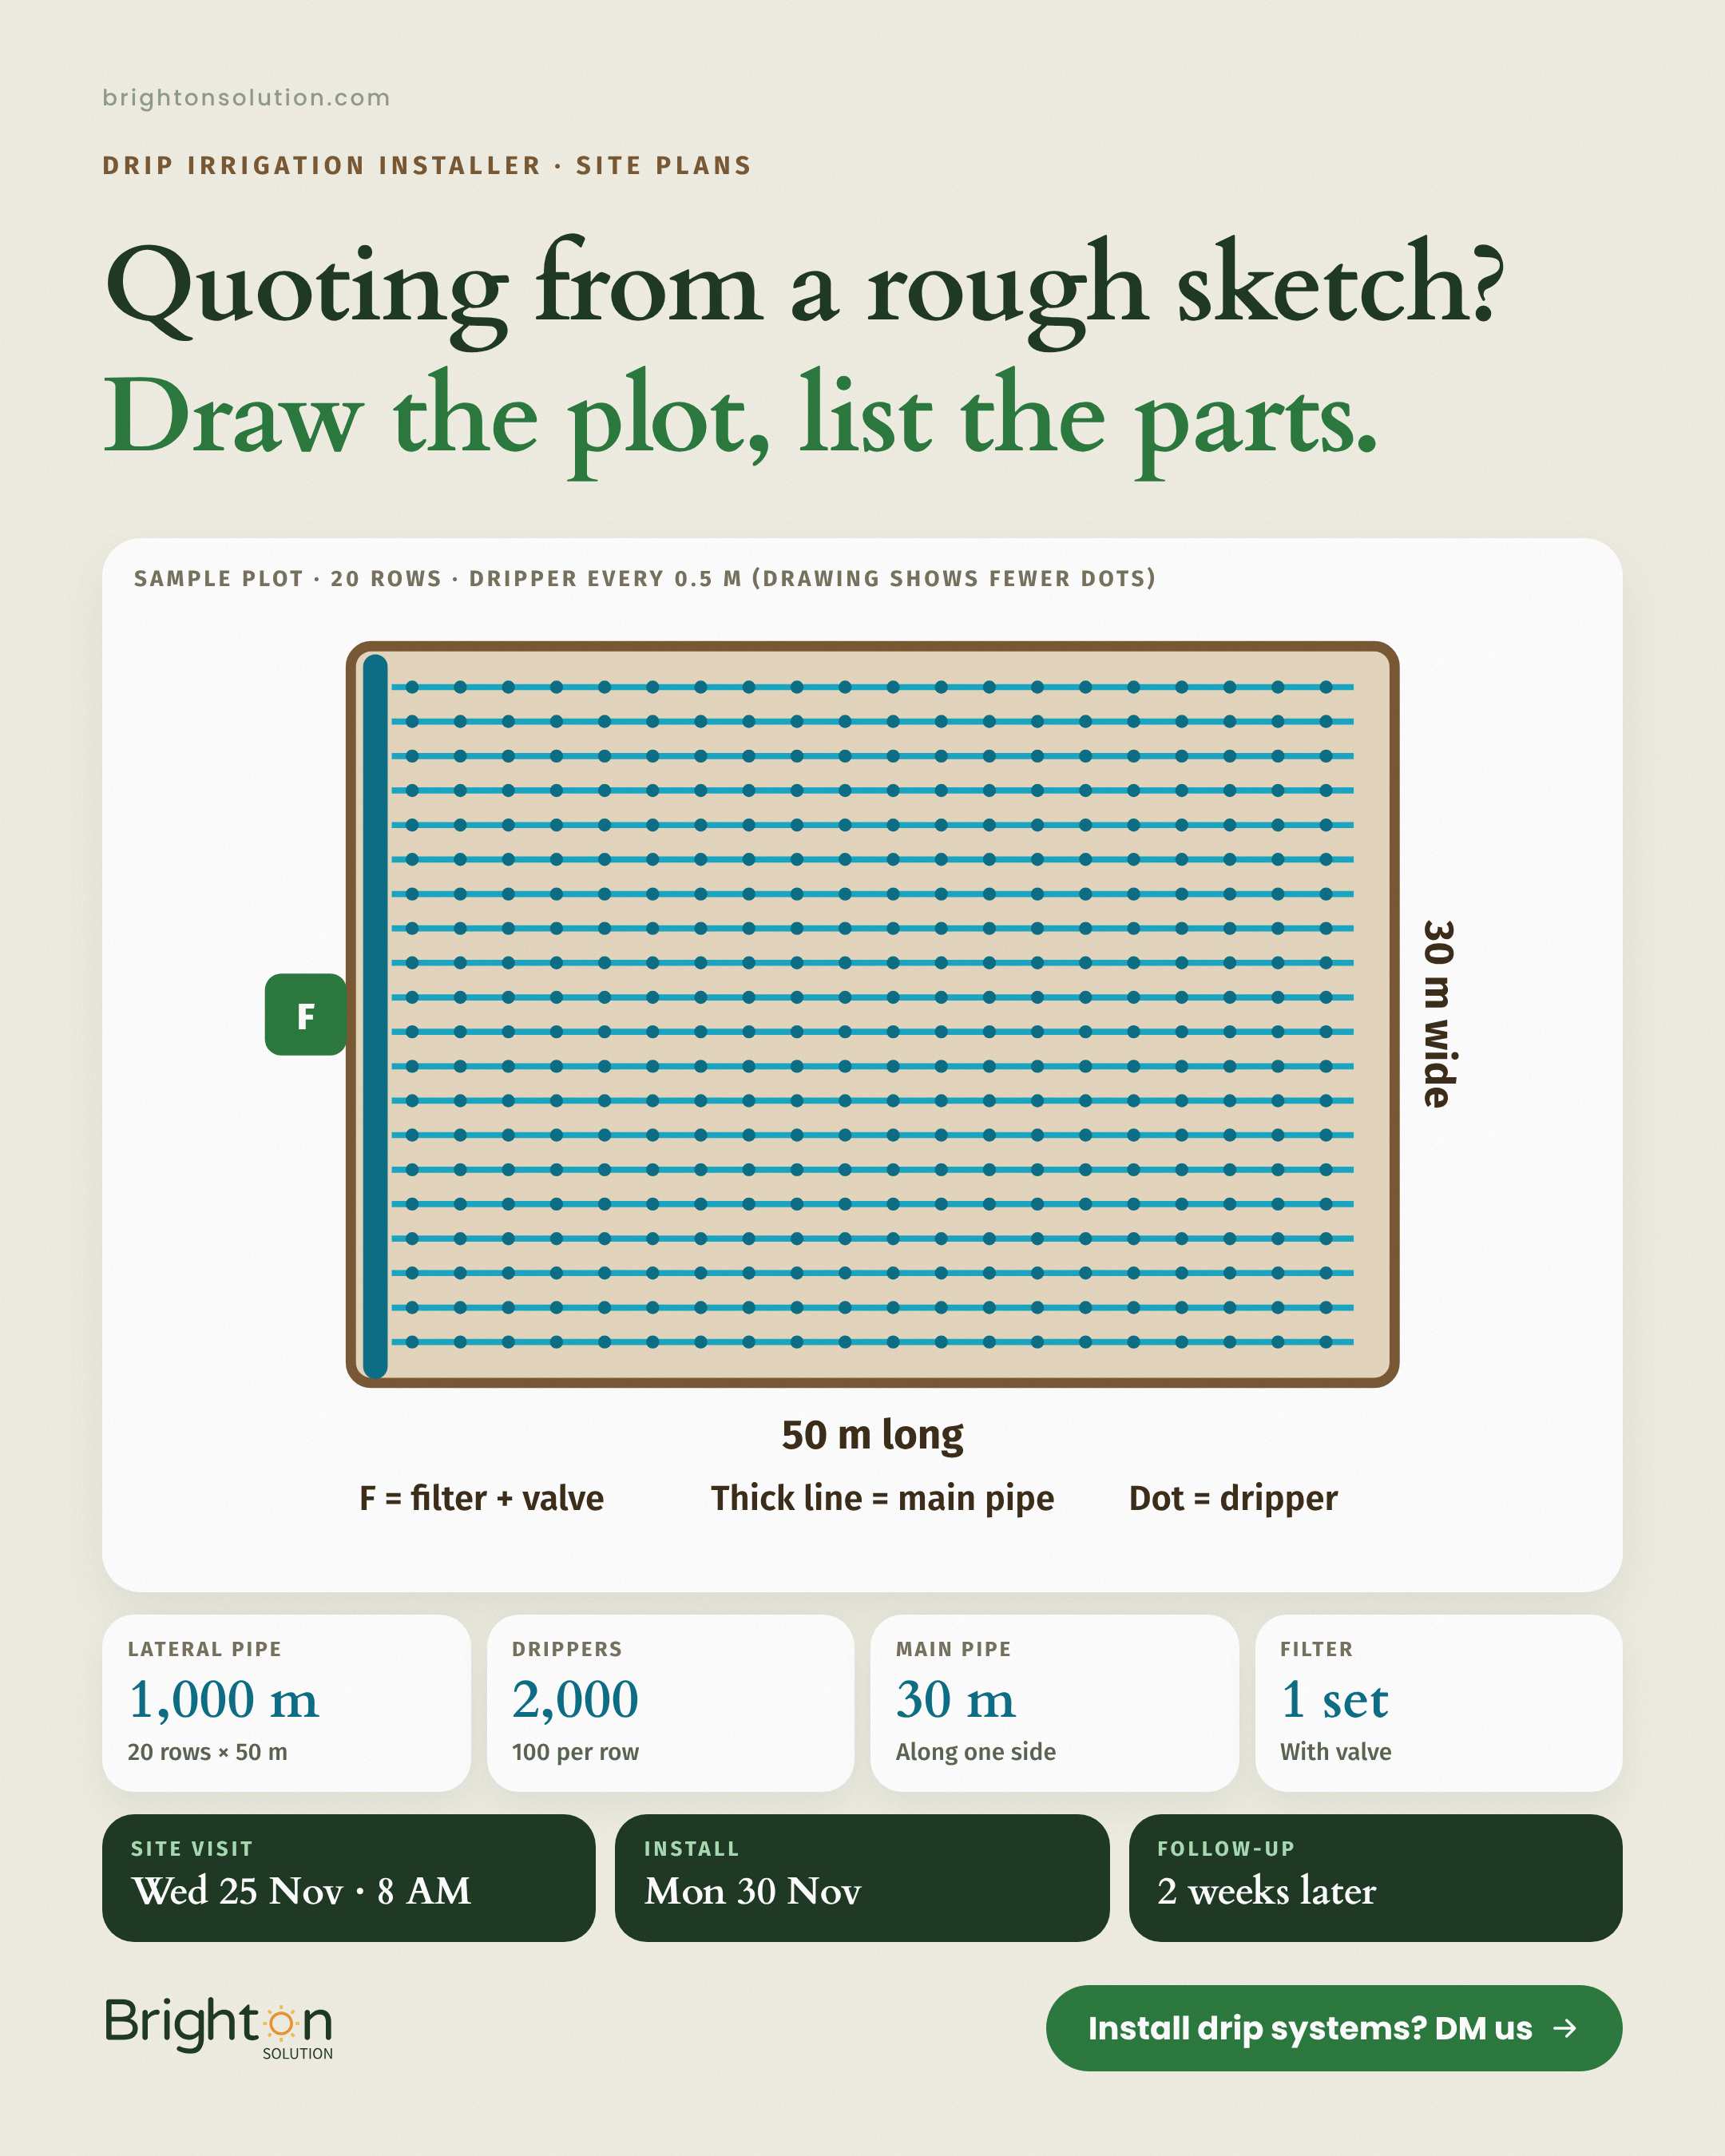 brightonsolution.com
DRIP IRRIGATION INSTALLER · SITE PLANS
Quoting from a rough sketch?
Draw the plot, list the parts.
SAMPLE PLOT · 20 ROWS · DRIPPER EVERY 0.5 M (DRAWING SHOWS FEWER DOTS)
F
30 m wide
50 m long
F = filter + valve
Thick line = main pipe
Dot = dripper
LATERAL PIPE
1,000 m
20 rows × 50 m
DRIPPERS
2,000
100 per row
MAIN PIPE
30 m
Along one side
FILTER
1 set
With valve
SITE VISIT
Wed 25 Nov · 8 AM
INSTALL
Mon 30 Nov
FOLLOW-UP
2 weeks later
Brighton
SOLUTION
Install drip systems? DM us →